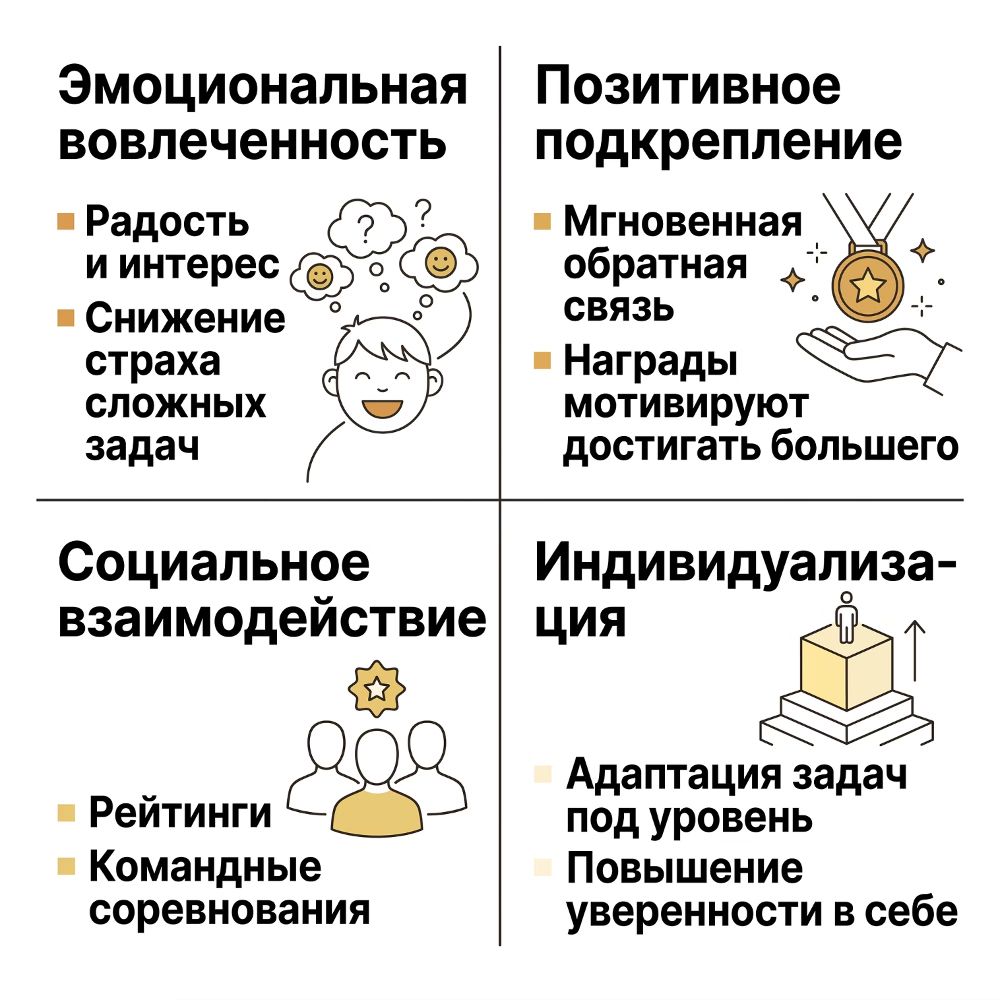 Эмоциональная
вовлеченность
Радость
и интерес
Снижение
страха
сложных
задач
Позитивное
подкрепление
Мгновенная
обратная
связь
Награды
мотивируют
достигать большего
Социальное
взаимодействие
Рейтинги
Командные
соревнования
Индивидуализа-
ция
Адаптация задач
под уровень
Повышение
уверенности в себе